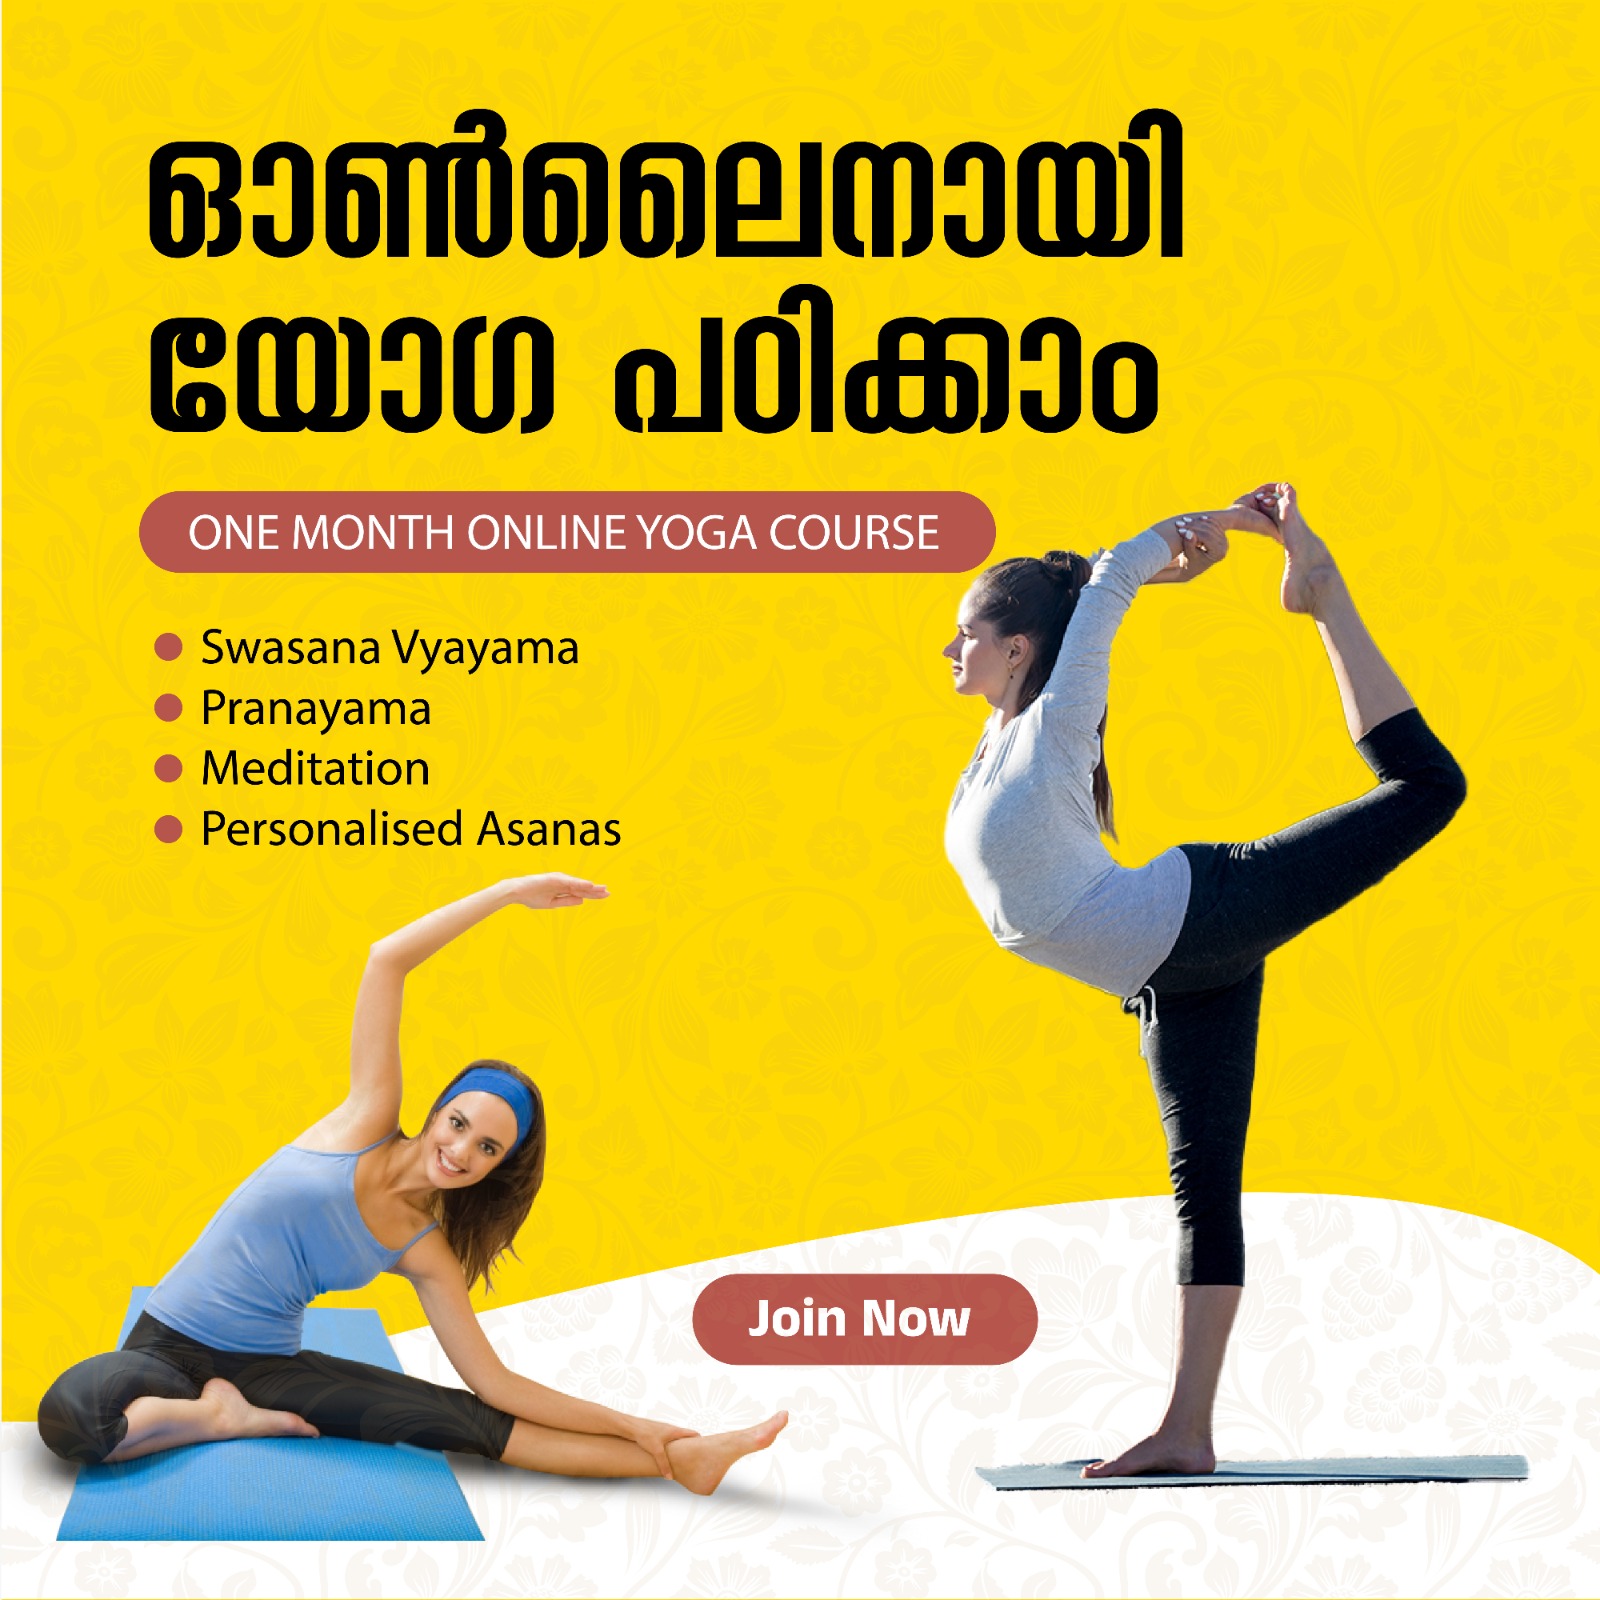 ഓൺലൈനായി
യോഗ പഠിക്കാം
ONE MONTH ONLINE YOGA COURSE
Swasana Vyayama
Pranayama
Meditation
Personalised Asanas
Join Now